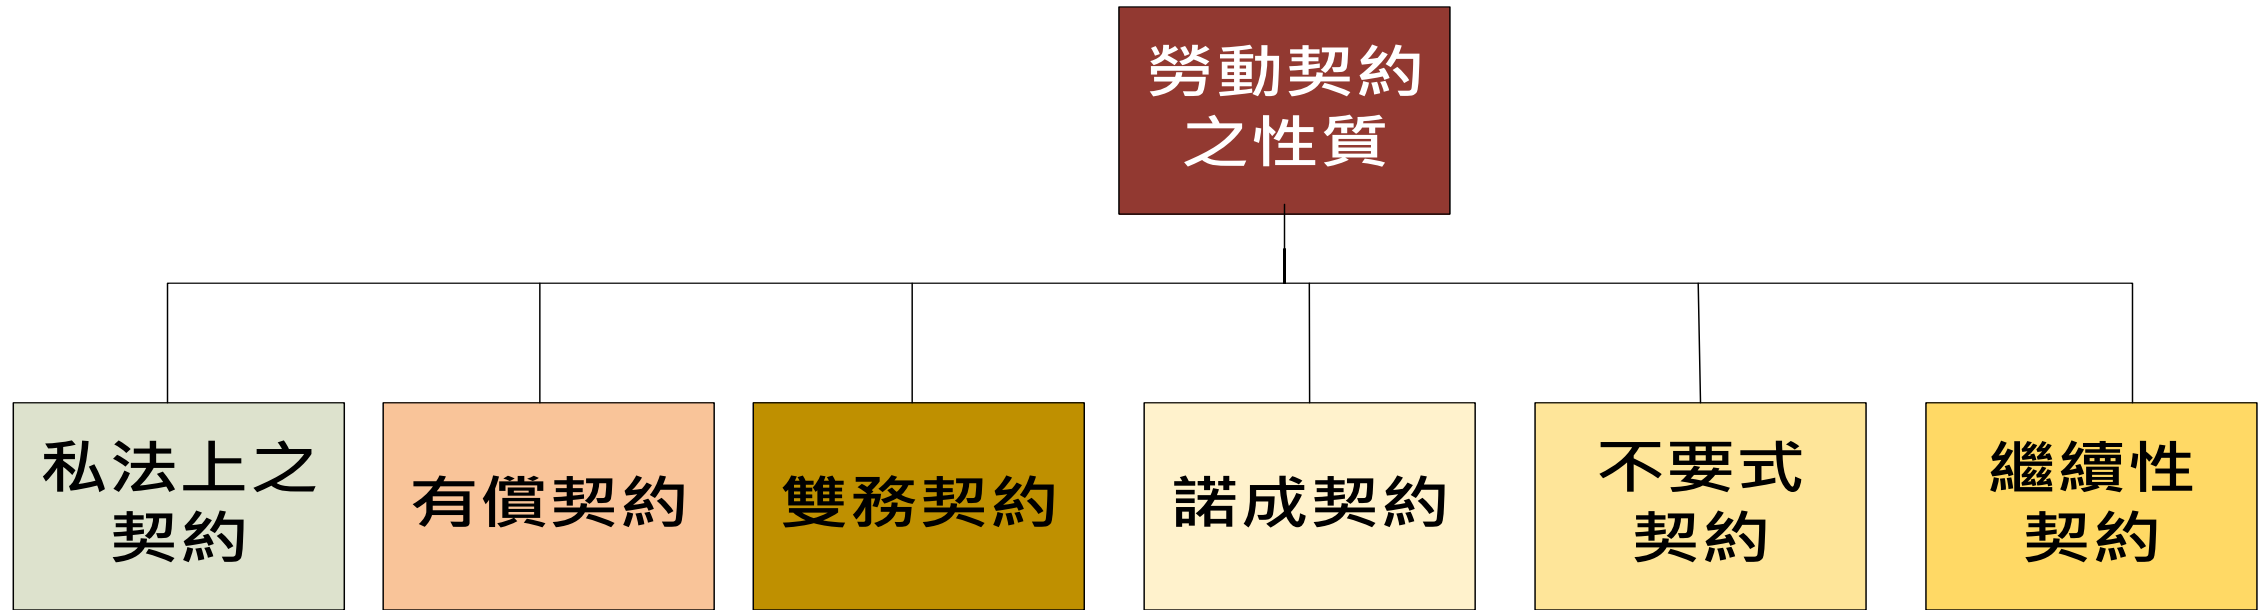 勞動契約
之性質
私法上之
契約
有償契約
雙務契約
諾成契約
不要式
契約
繼續性
契約